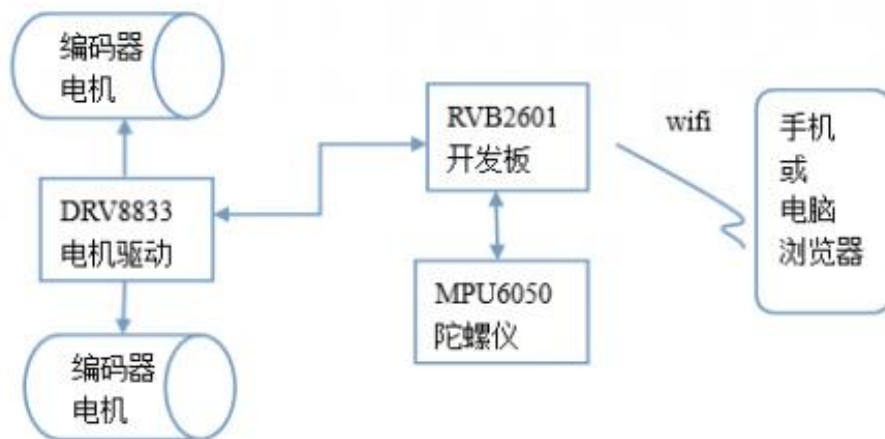 编码器
电机
DRV8833
电机驱动
编码器
电机
RVB2601
开发板
MPU6050
陀螺仪
wifi
手机
或
电脑
浏览器